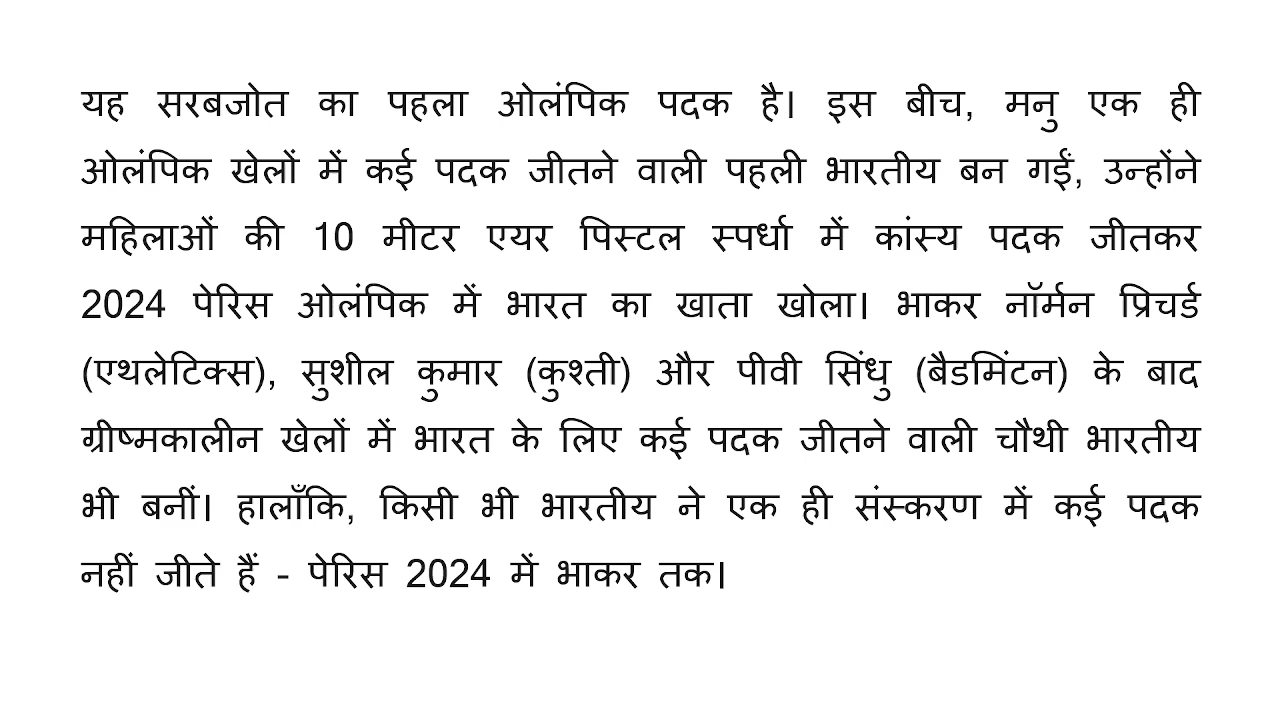 यह सरबजोत का पहला ओलंपिक पदक है। इस बीच, मनु एक ही
ओलंपिक खेलों में कई पदक जीतने वाली पहली भारतीय बन गईं, उन्होंने
महिलाओं की 10 मीटर एयर पिस्टल स्पर्धा में कांस्य पदक जीतकर
2024 पेरिस ओलंपिक में भारत का खाता खोला। भाकर नॉर्मन प्रिचर्ड
(एथलेटिक्स), सुशील कुमार (कुश्ती) और पीवी सिंधु (बैडमिंटन) के बाद
ग्रीष्मकालीन खेलों में भारत के लिए कई पदक जीतने वाली चौथी भारतीय
भी बनीं। हालाँकि, किसी भी भारतीय ने एक ही संस्करण में कई पदक
नहीं जीते हैं - पेरिस 2024 में भाकर तक।